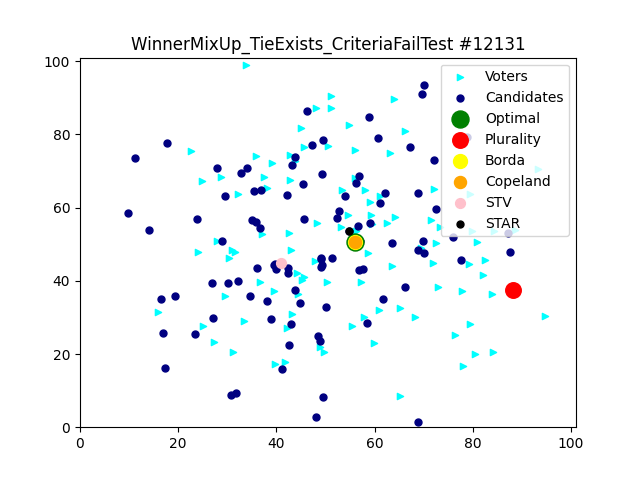 WinnerMixUp_TieExists_CriteriaFailTest #12131
100
80
60
40
20
0
0
20
40
60
80
100
Voters
Candidates
Optimal
Plurality
Borda
Copeland
STV
STAR